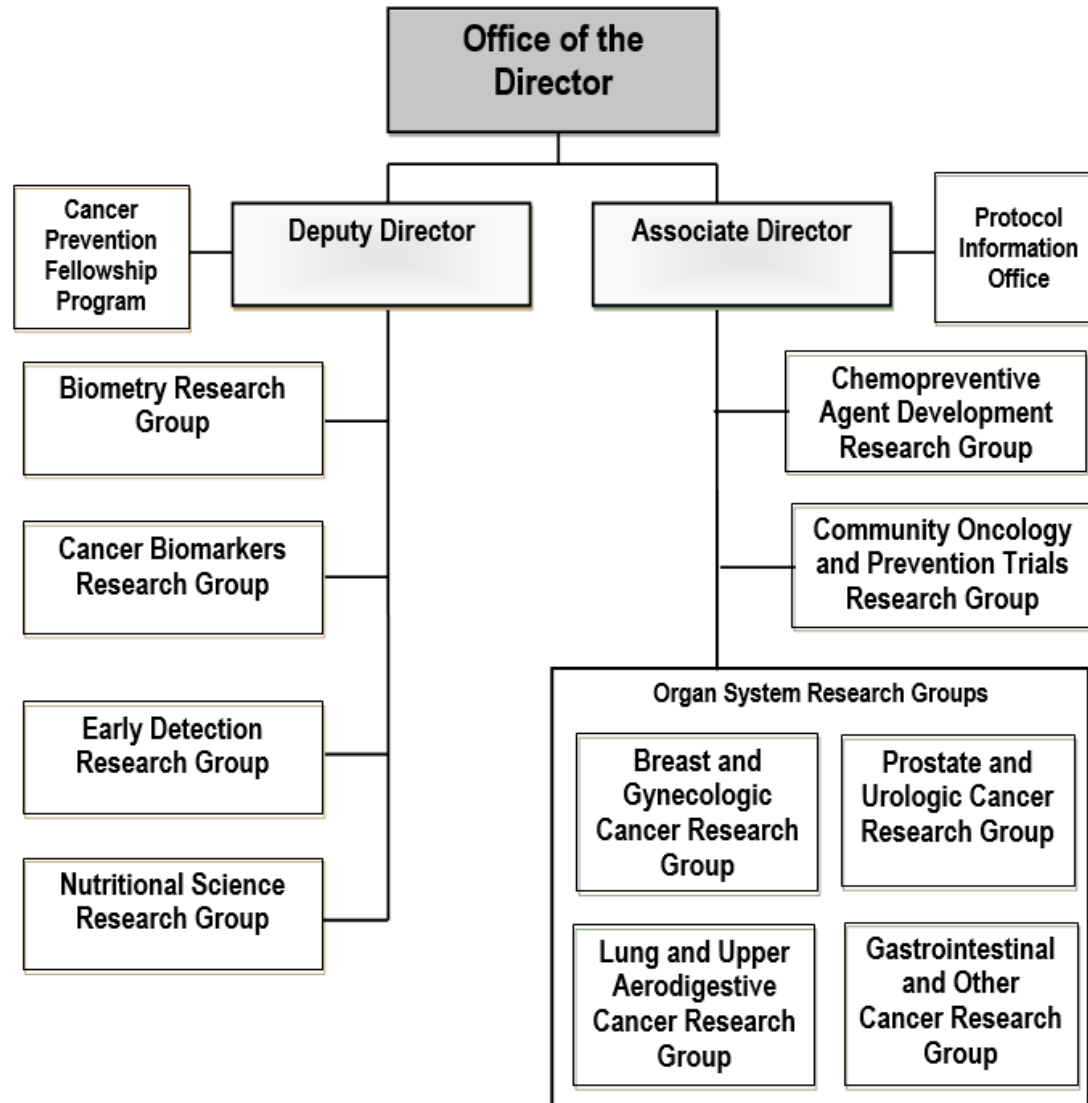 Office of the
Director
Cancer
Prevention
Fellowship
Program
Deputy Director
Associate Director
Protocol
Information
Office
Biometry Research
Group
Chemopreventive
Agent Development
Research Group
Cancer Biomarkers
Research Group
Community Oncology
and Prevention Trials
Research Group
Early Detection
Research Group
Nutritional Science
Research Group
Organ System Research Groups
Breast and
Gynecologic
Cancer Research
Group
Prostate and
Urologic Cancer
Research Group
Lung and Upper
Aerodigestive
Cancer Research
Group
Gastrointestinal
and Other
Cancer Research
Group